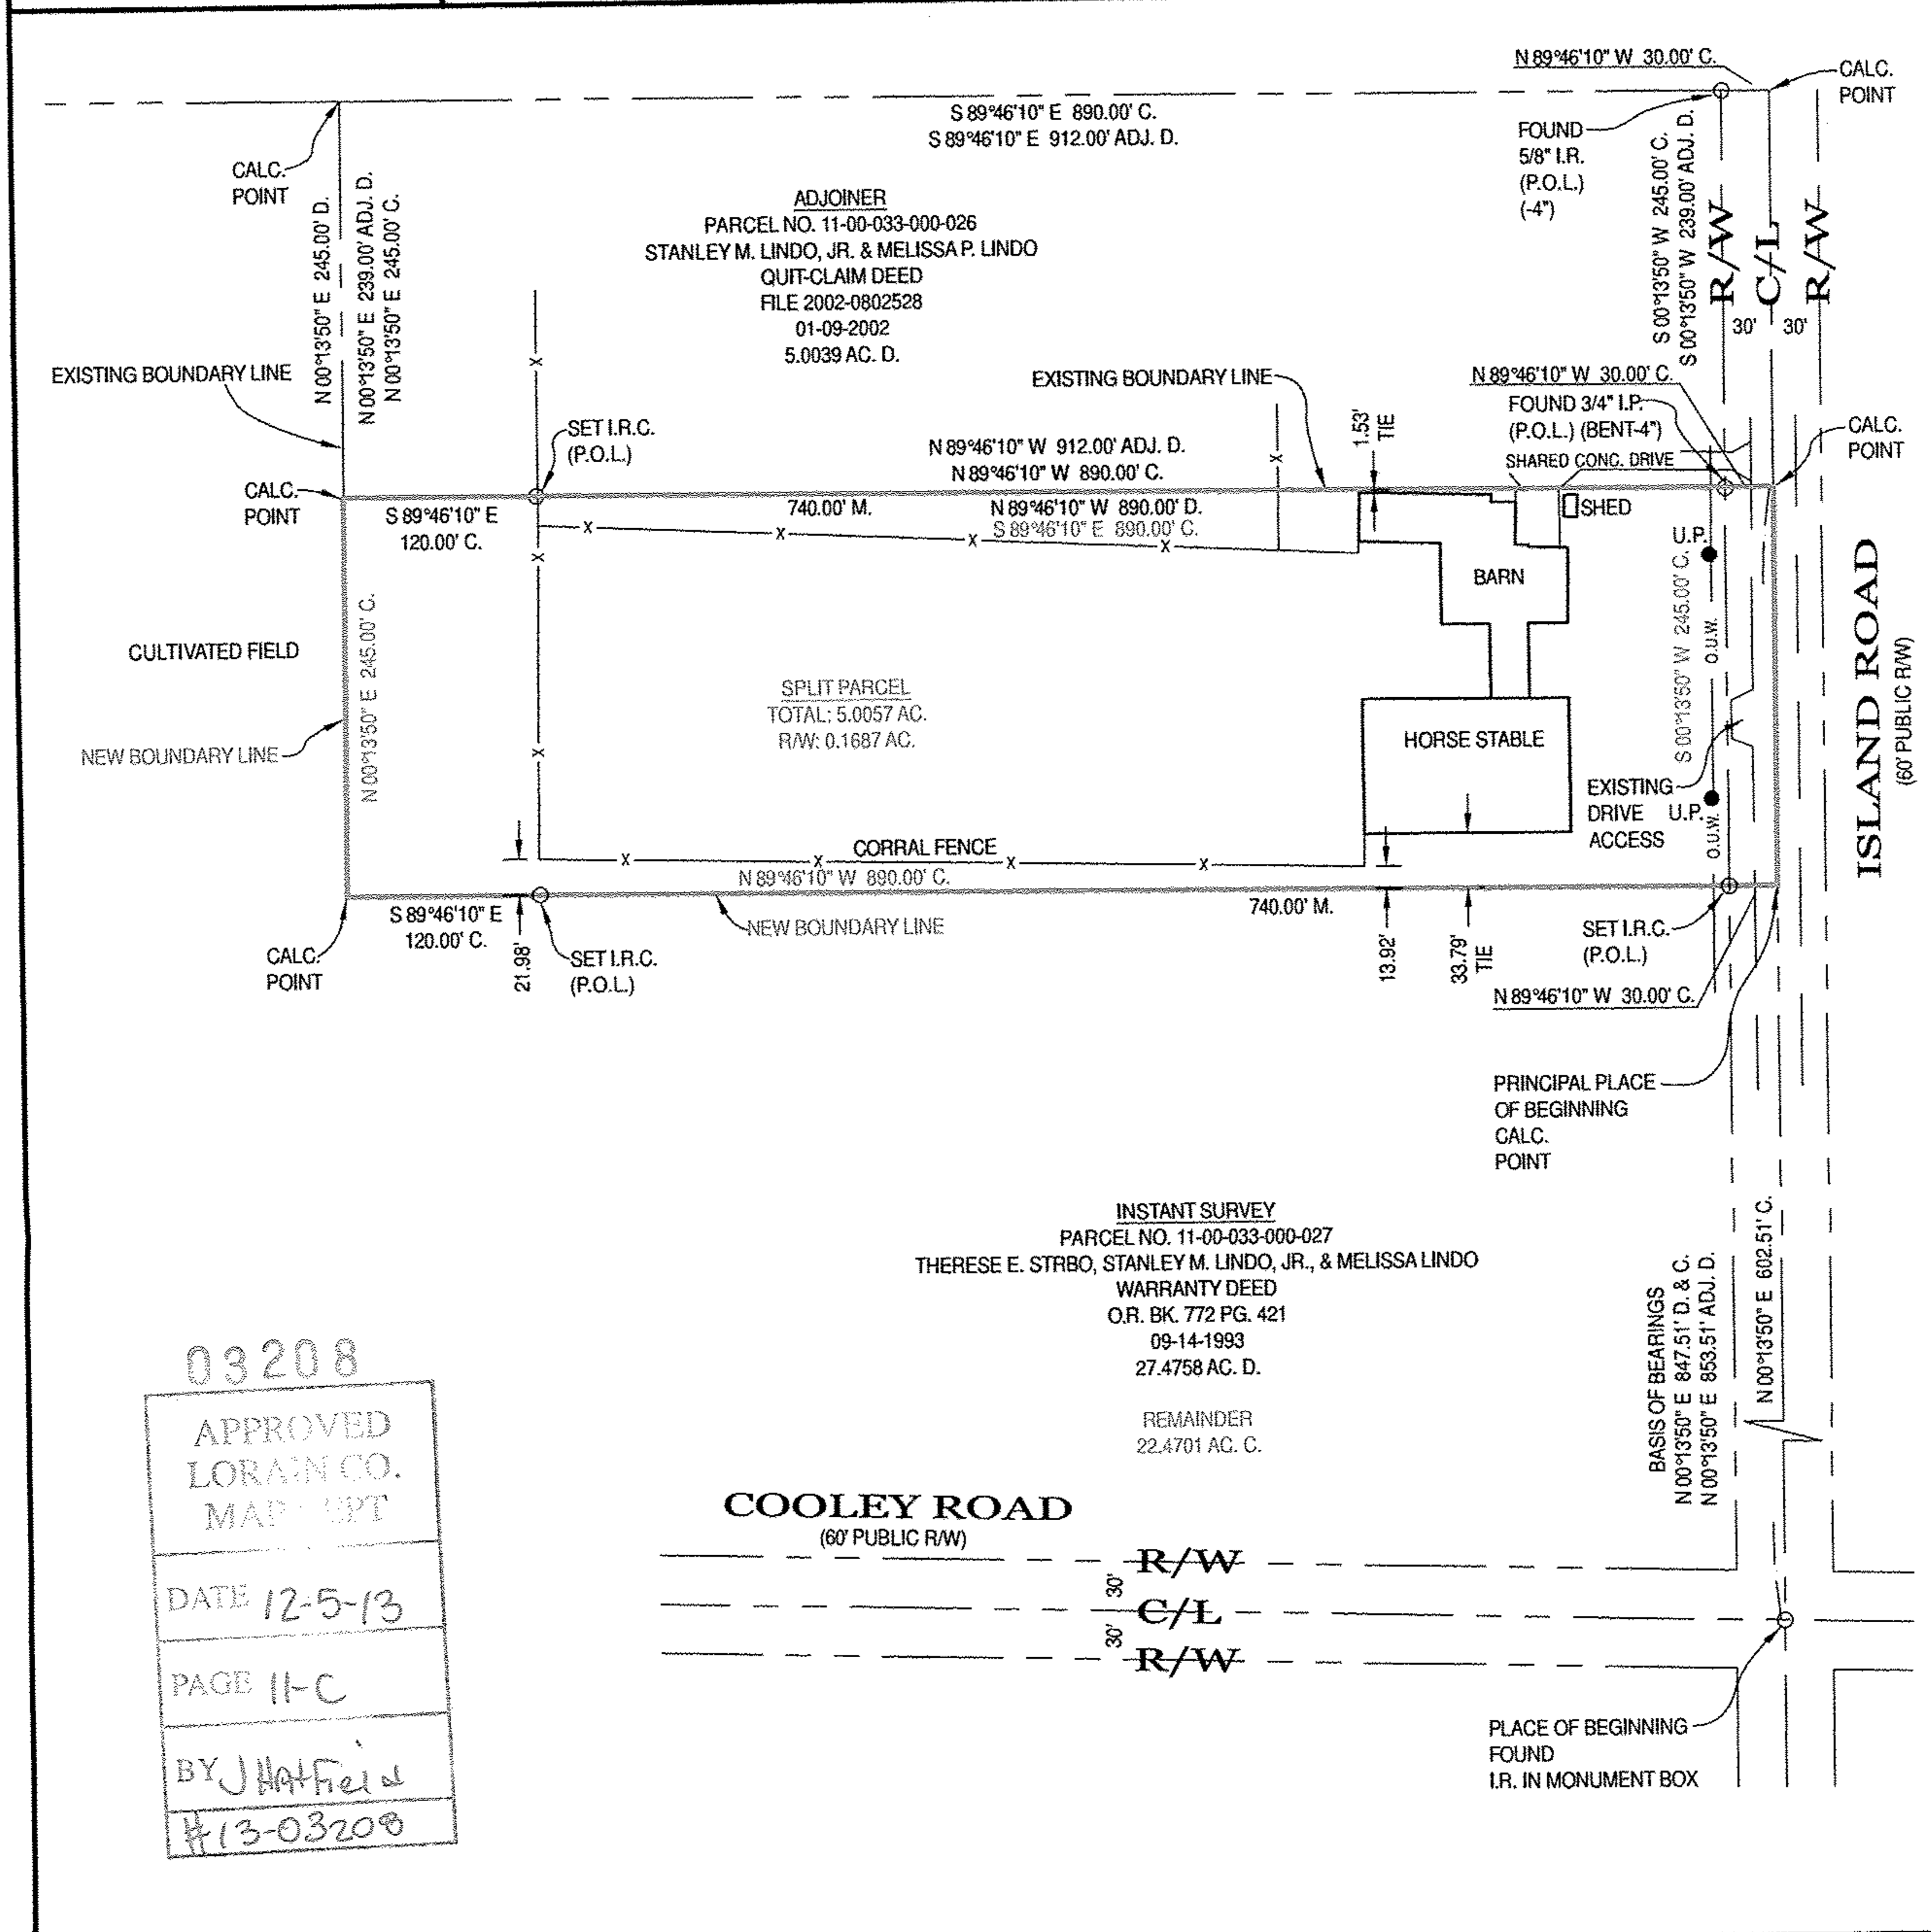 N 89°46'10" W 30.00' C.
CALC.
POINT
S 89°46'10" E 890.00' C.
S 89°46'10" E 912.00' ADJ. D.
FOUND
5/8" I.R.
(P.O.L.)
(-4")
S 00°13'50" W 245.00' C.
S 00°13'50" W 239.00' ADJ. D.
R/W
C/L
R/W
30'
30'
CALC.
POINT
N 00°13'50" E 245.00' D.
N 00°13'50" E 239.00' ADJ. D.
N 00°13'50" E 245.00' C.
ADJOINER
PARCEL NO. 11-00-033-000-026
STANLEY M. LINDO, JR. & MELISSA P. LINDO
QUIT-CLAIM DEED
FILE 2002-0802528
01-09-2002
5.0039 AC. D.
EXISTING BOUNDARY LINE
EXISTING BOUNDARY LINE
N 89°46'10" W 30.00' C.
FOUND 3/4" I.P.
(P.O.L.) (BENT-4")
SHARED CONC. DRIVE
CALC.
POINT
SET I.R.C.
(P.O.L.)
N 89°46'10" W 912.00' ADJ. D.
N 89°46'10" W 890.00' C.
1.53'
TIE
CALC.
POINT
S 89°46'10" E
120.00' C.
740.00' M.
N 89°46'10" W 890.00' D.
S 89°46'10" E 890.00' C.
X
X
X
X
X
X
X
X
SHED
U.P.
BARN
CULTIVATED FIELD
N 00°13'50" E 245.00' C.
NEW BOUNDARY LINE
SPLIT PARCEL
TOTAL: 5.0057 AC.
R/W: 0.1687 AC.
HORSE STABLE
S 00°13'50" W 245.00' C.
O.U.W.
O.U.W.
ISLAND ROAD
(60' PUBLIC R/W)
EXISTING
DRIVE
ACCESS
U.P.
CORRAL FENCE
X
X
X
X
N 89°46'10" W 890.00' C.
S 89°46'10" E
120.00' C.
NEW BOUNDARY LINE
740.00' M.
CALC.
POINT
21.98'
SET I.R.C.
(P.O.L.)
13.92'
33.79'
TIE
SET I.R.C.
(P.O.L.)
N 89°46'10" W 30.00' C.
PRINCIPAL PLACE
OF BEGINNING
CALC.
POINT
INSTANT SURVEY
PARCEL NO. 11-00-033-000-027
THERESE E. STRBO, STANLEY M. LINDO, JR., & MELISSA LINDO
WARRANTY DEED
O.R. BK. 772 PG. 421
09-14-1993
27.4758 AC. D.
REMAINDER
22.4701 AC. C.
BASIS OF BEARINGS
N 00°13'50" E 847.51' D. & C.
N 00°13'50" E 853.51' ADJ. D.
N 00°13'50" E 602.51' C.
03208
APPROVED
LORAIN CO.
DATE 12-5-13
PAGE 11-C
BY J Hatfield
#13-03208
COOLEY ROAD
(60' PUBLIC R/W)
R/W
30'
C/L
30'
R/W
PLACE OF BEGINNING
FOUND
I.R. IN MONUMENT BOX